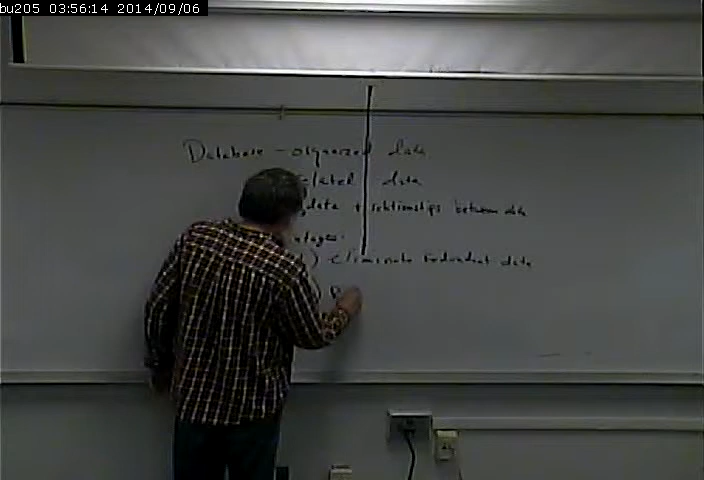 bu205 03:56:14 2014/09/06
Database - organized data
related data
data + relationships between data
1) eliminate redundant data
)